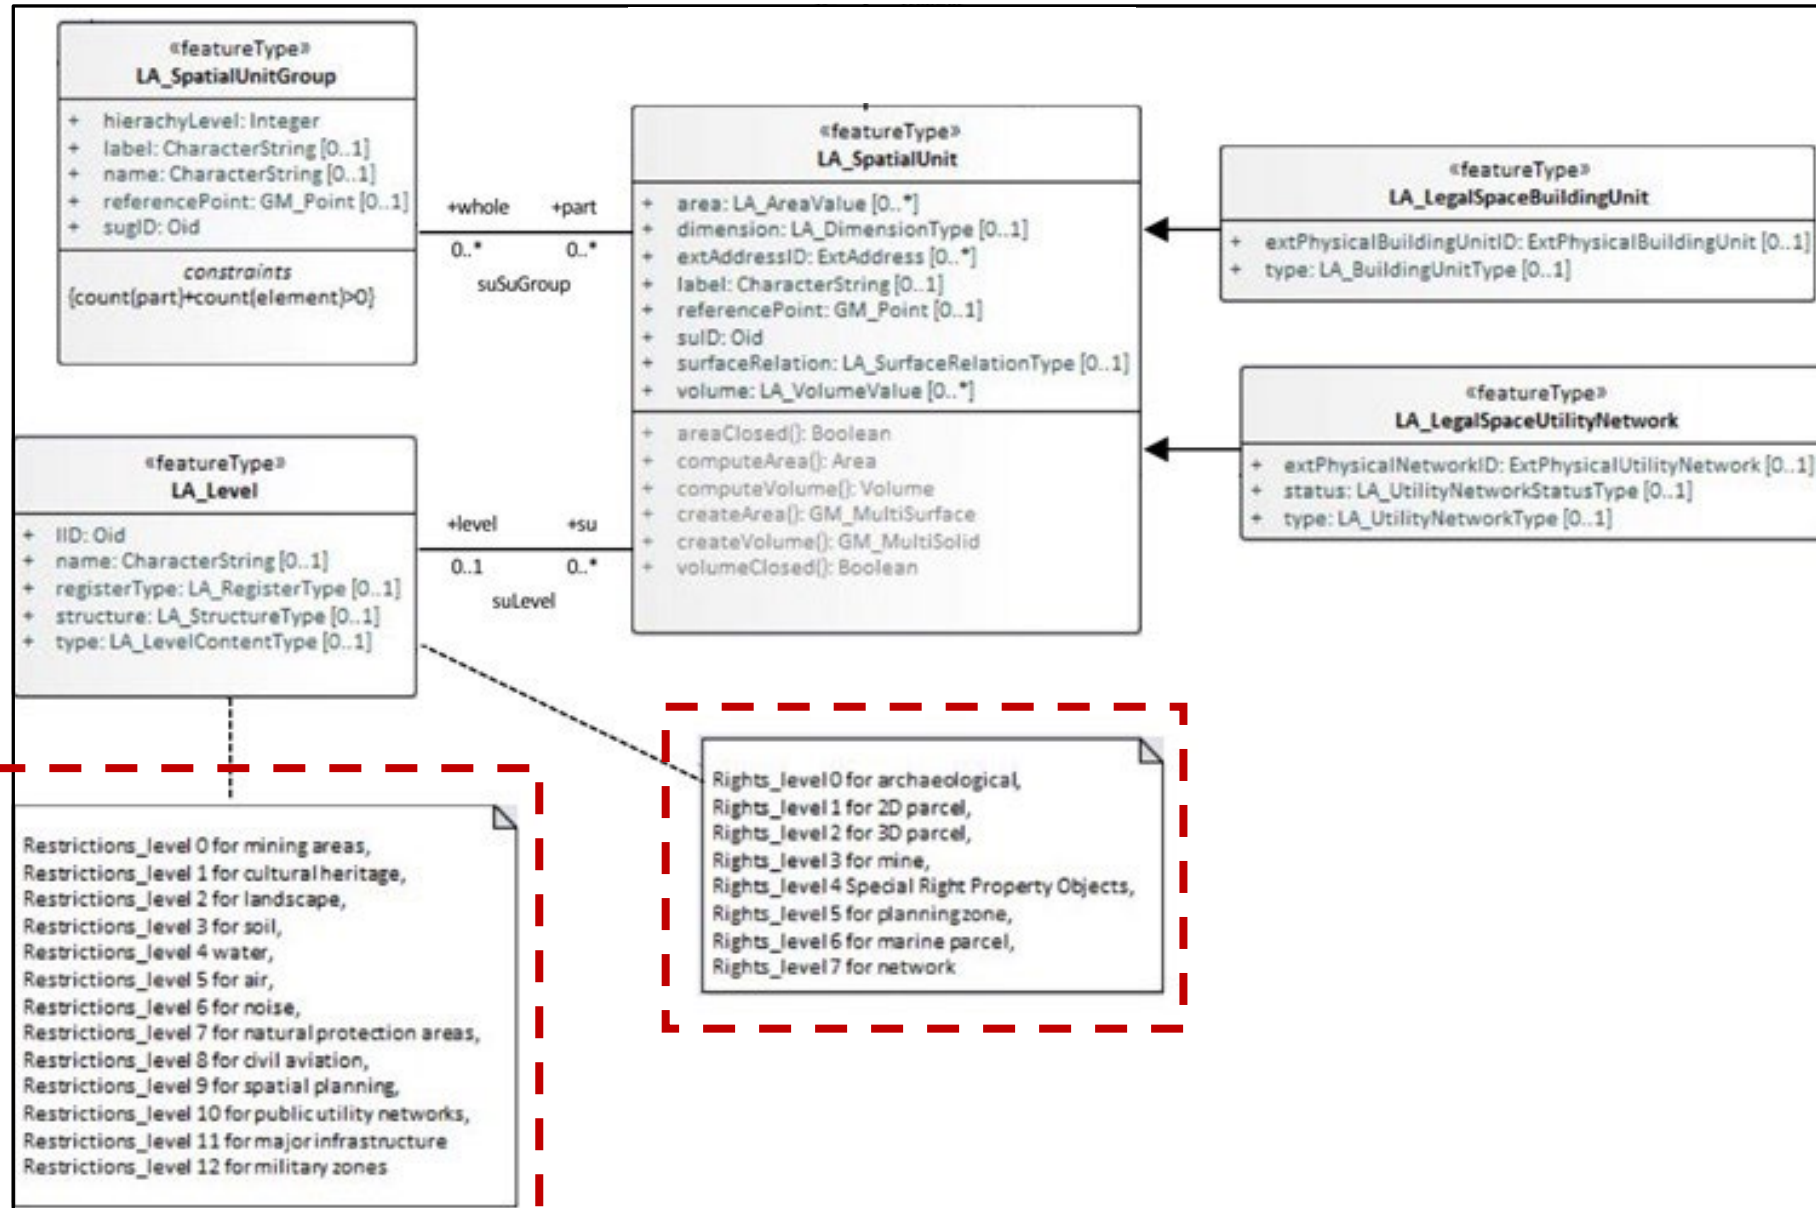 «featureType»
LA_SpatialUnitGroup
+ hierachyLevel: Integer
+ label: CharacterString [0..1]
+ name: CharacterString [0..1]
+ referencePoint: GM_Point [0..1]
+ sugID: Oid
constraints
{count(part)+count(element)>0}
+whole +part
0..* 0..*
suSuGroup
«featureType»
LA_SpatialUnit
+ area: LA_AreaValue [0..*]
+ dimension: LA_DimensionType [0..1]
+ extAddressID: ExtAddress [0..*]
+ label: CharacterString [0..1]
+ referencePoint: GM_Point [0..1]
+ suID: Oid
+ surfaceRelation: LA_SurfaceRelationType [0..1]
+ volume: LA_VolumeValue [0..*]
+ areaClosed(): Boolean
+ computeArea(): Area
+ computeVolume(): Volume
+ createArea(): GM_MultiSurface
+ createVolume(): GM_MultiSolid
+ volumeClosed(): Boolean
«featureType»
LA_LegalSpaceBuildingUnit
+ extPhysicalBuildingUnitID: ExtPhysicalBuildingUnit [0..1]
+ type: LA_BuildingUnitType [0..1]
«featureType»
LA_LegalSpaceUtilityNetwork
+ extPhysicalNetworkID: ExtPhysicalUtilityNetwork [0..1]
+ status: LA_UtilityNetworkStatusType [0..1]
+ type: LA_UtilityNetworkType [0..1]
«featureType»
LA_Level
+ lID: Oid
+ name: CharacterString [0..1]
+ registerType: LA_RegisterType [0..1]
+ structure: LA_StructureType [0..1]
+ type: LA_LevelContentType [0..1]
+level +su
0..1 0..*
suLevel
Rights_level 0 for archaeological,
Rights_level 1 for 2D parcel,
Rights_level 2 for 3D parcel,
Rights_level 3 for mine,
Rights_level 4 Special Right Property Objects,
Rights_level 5 for planning zone,
Rights_level 6 for marine parcel,
Rights_level 7 for network
Restrictions_level 0 for mining areas,
Restrictions_level 1 for cultural heritage,
Restrictions_level 2 for landscape,
Restrictions_level 3 for soil,
Restrictions_level 4 water,
Restrictions_level 5 for air,
Restrictions_level 6 for noise,
Restrictions_level 7 for natural protection areas,
Restrictions_level 8 for civil aviation,
Restrictions_level 9 for spatial planning,
Restrictions_level 10 for public utility networks,
Restrictions_level 11 for major infrastructure
Restrictions_level 12 for military zones